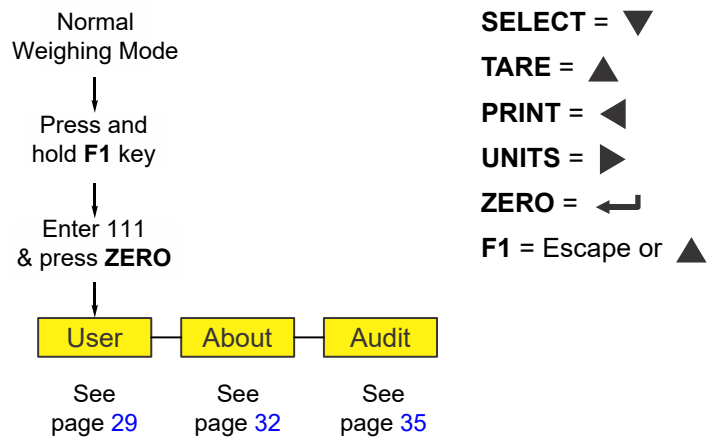 Normal
Weighing Mode
Press and
hold F1 key
Enter 111
& press ZERO
User
About
Audit
See
page 29
See
page 32
See
page 35
SELECT = ▼
TARE = ▲
PRINT = ◀
UNITS = ▶
ZERO = ↵
F1 = Escape or ▲